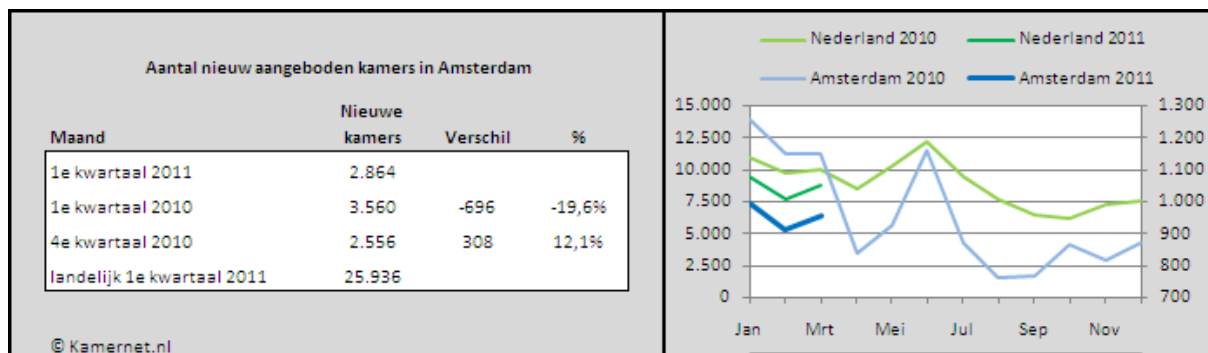 Aantal nieuw aangeboden kamers in Amsterdam
Nieuwe
Maand kamers Verschil %
1e kwartaal 2011 2.864
1e kwartaal 2010 3.560 -696 -19,6%
4e kwartaal 2010 2.556 308 12,1%
landelijk 1e kwartaal 2011 25.936
© Kamernet.nl
Nederland 2010 Nederland 2011
Amsterdam 2010 Amsterdam 2011
15.000 1.300
12.500 1.200
10.000 1.100
7.500 1.000
5.000 900
2.500 800
0 700
Jan Mrt Mei Jul Sep Nov